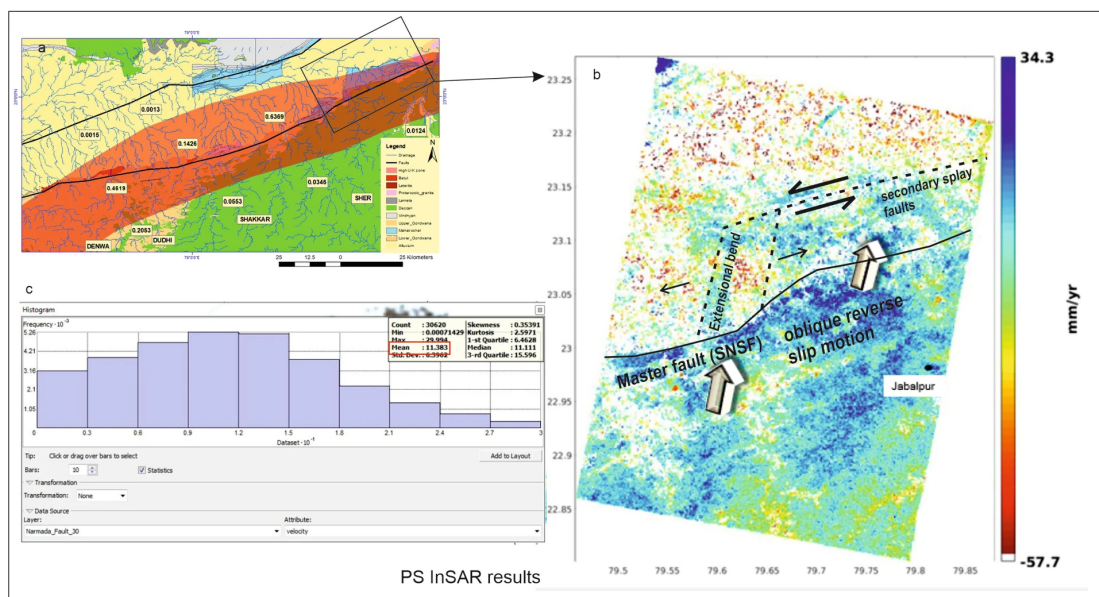 a
0.0013
0.0015
0.6369
0.1426
0.0124
0.4619
0.0346
0.0553
0.2053
SHER
SHAKKAR
DUDHI
DENWA
Legend
Drainage
Faults
High uplift zone
Basalt
Laterite
Proterozoic_granite
Lameta
Deccan
Vindhyan
Upper_Gondwana
Mahakoshal
Lower_Gondwana
Alluvium
N
25 12.5 0 25 Kilometers
c
Histogram
Frequency · 10⁻³
5.26
4.21
3.16
2.1
1.05
0 0.3 0.6 0.9 1.2 1.5 1.8 2.1 2.4 2.7 3
Dataset · 10⁻¹
Count : 30620
Min : 0.00071429
Max : 29.994
Mean : 11.383
Std. Dev. : 6.3962
Skewness : 0.35391
Kurtosis : 2.5971
1-st Quartile : 6.4628
Median : 11.111
3-rd Quartile : 15.596
Tip: Click or drag over bars to select
Add to Layout
Bars: 10 Statistics
Transformation
Transformation: None
Data Source
Layer: Attribute:
Narmada_Fault_30 velocity
b
23.25
23.2
23.15
23.1
23.05
23
22.95
22.9
22.85
79.5 79.55 79.6 79.65 79.7 79.75 79.8 79.85
secondary splay
faults
Extensional bend
Master fault (SNSF)
oblique reverse
slip motion
Jabalpur
34.3
mm/yr
-57.7
PS InSAR results